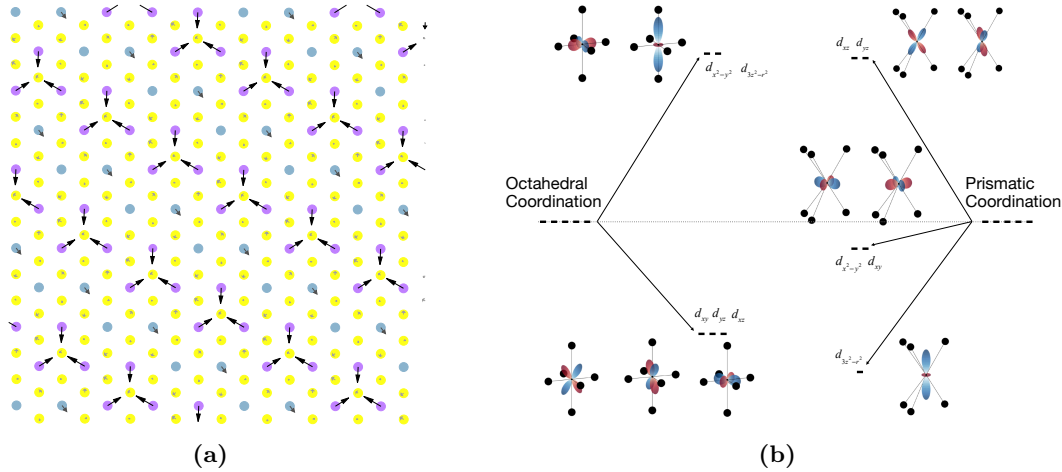 d_{x²−y²} d_{3z²−r²}
d_{xz} d_{yz}
Octahedral
Coordination
Prismatic
Coordination
d_{x²−y²} d_{xy}
d_{xy} d_{yz} d_{xz}
d_{3z²−r²}
(a)
(b)